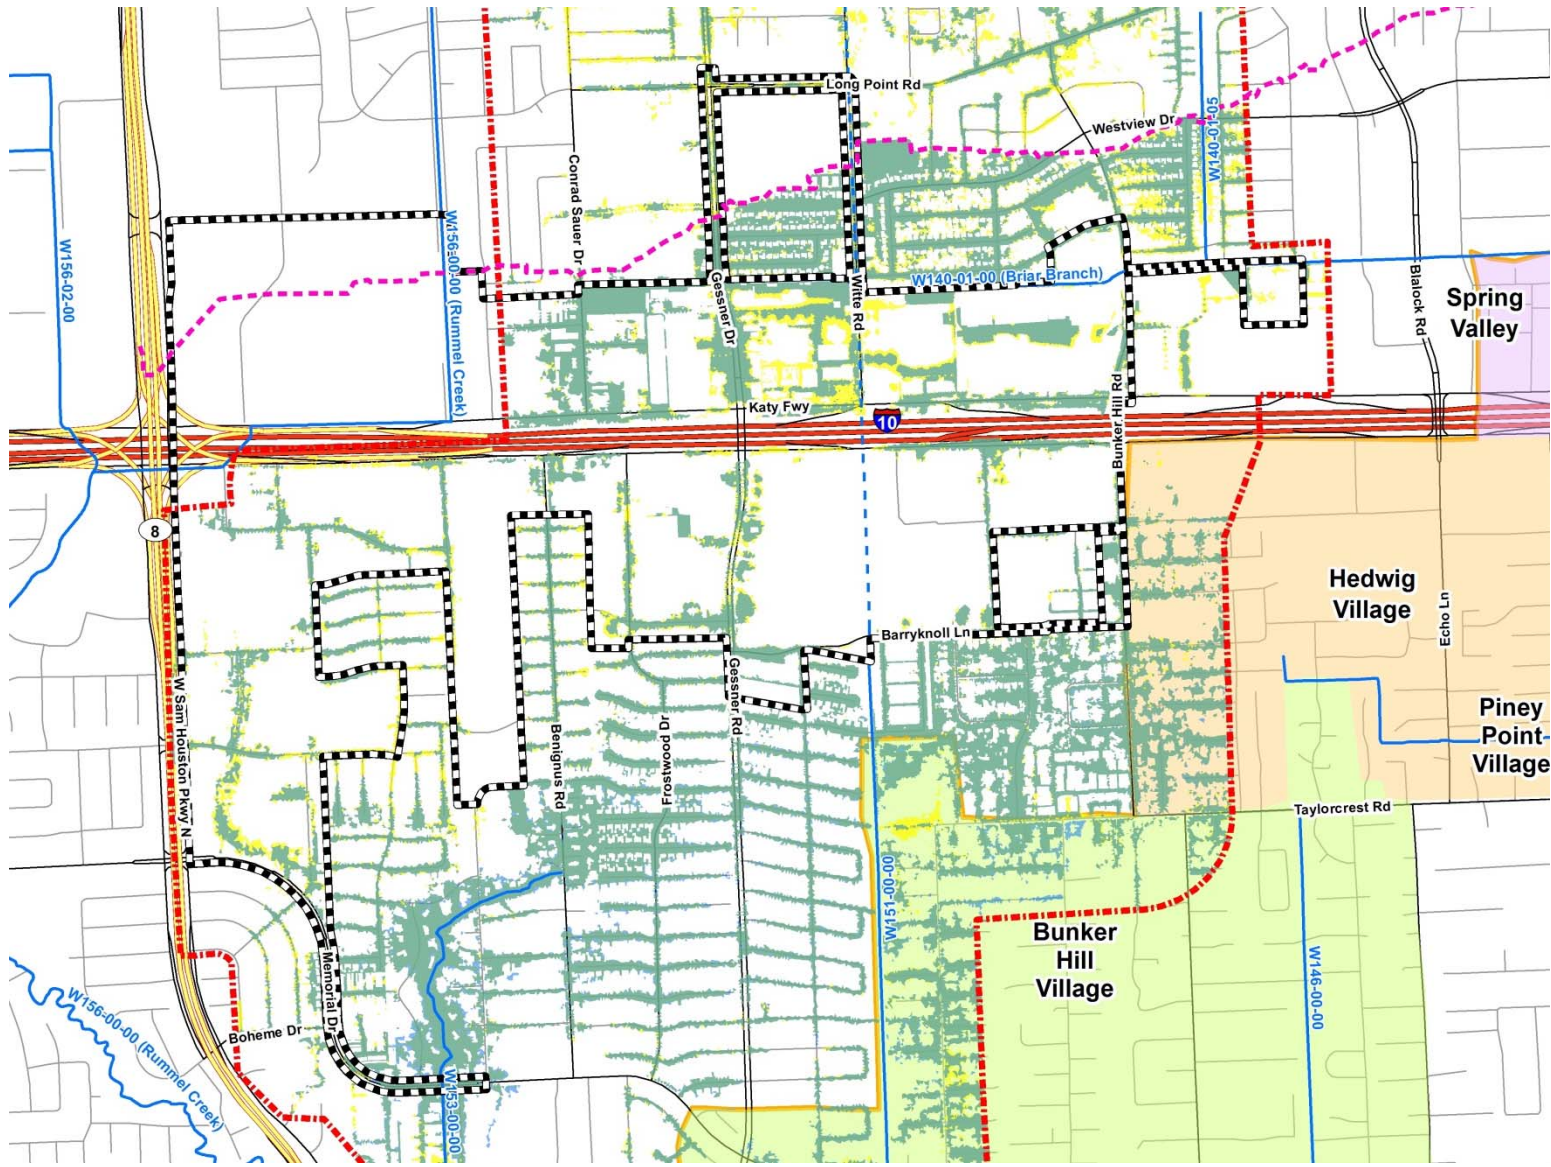 Long Point Rd
Westview Dr
W140-01-05
Conrad Sauer Dr
W156-02-00
W156-00-00 (Rummel Creek)
Gessner Dr
Witte Rd
W140-01-00 (Briar Branch)
Blalock Rd
Spring
Valley
Katy Fwy
10
Bunker Hill Rd
8
Hedwig
Village
Echo Ln
Barryknoll Ln
W Sam Houston Pkwy N
Gessner Rd
Frostwood Dr
Benignus Rd
Piney
Point
Village
Taylorcrest Rd
W151-00-00
Bunker
Hill
Village
W146-00-00
Memorial Dr
Boheme Dr
W156-00-00 (Rummel Creek)
W153-00-00